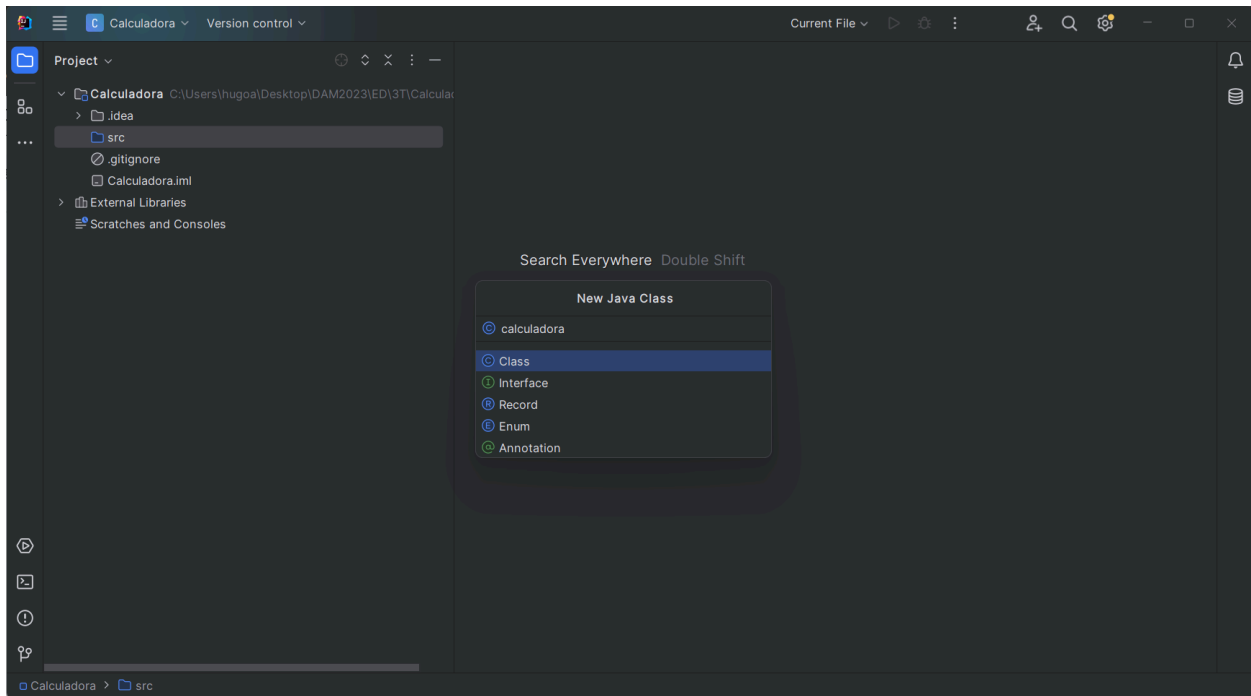 C Calculadora Version control Current File
Project
Calculadora C:\Users\hugoa\Desktop\DAM2023\ED\3T\Calculad
.idea
src
.gitignore
Calculadora.iml
External Libraries
Scratches and Consoles
Search Everywhere Double Shift
New Java Class
C calculadora
C Class
I Interface
R Record
E Enum
@ Annotation
Calculadora > src